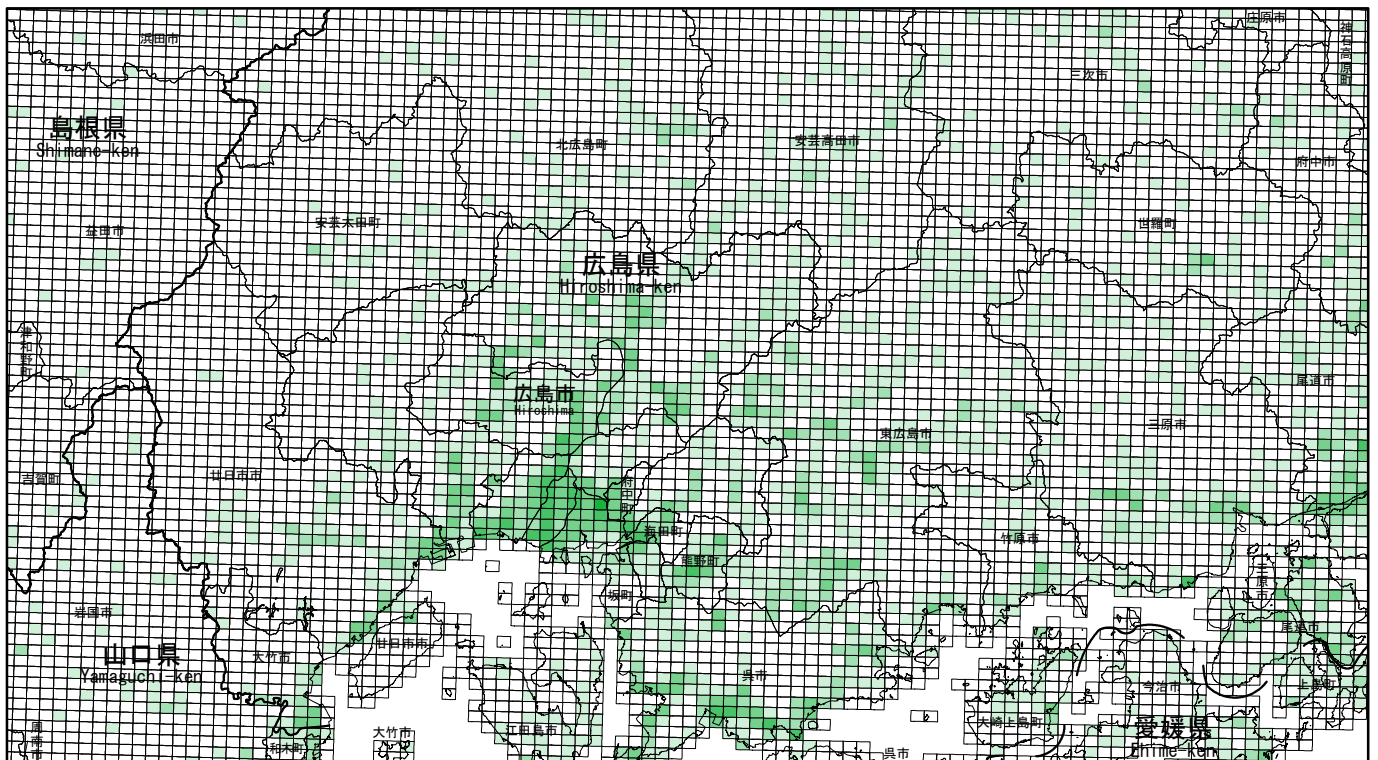 庄原市
浜田市
神石高原町
三次市
島根県
Shimane-ken
北広島町
安芸高田市
府中市
益田市
安芸太田町
世羅町
広島県
Hiroshima-ken
津和野町
広島市
Hiroshima
尾道市
三原市
東広島市
吉賀町
廿日市市
府中町
海田町
竹原市
熊野町
三原市
坂町
岩国市
尾道市
廿日市市
山口県
Yamaguchi-ken
大竹市
呉市
今治市
上島町
大崎上島町
愛媛県
Ehime-ken
江田島市
大竹市
周南市
和木町
呉市